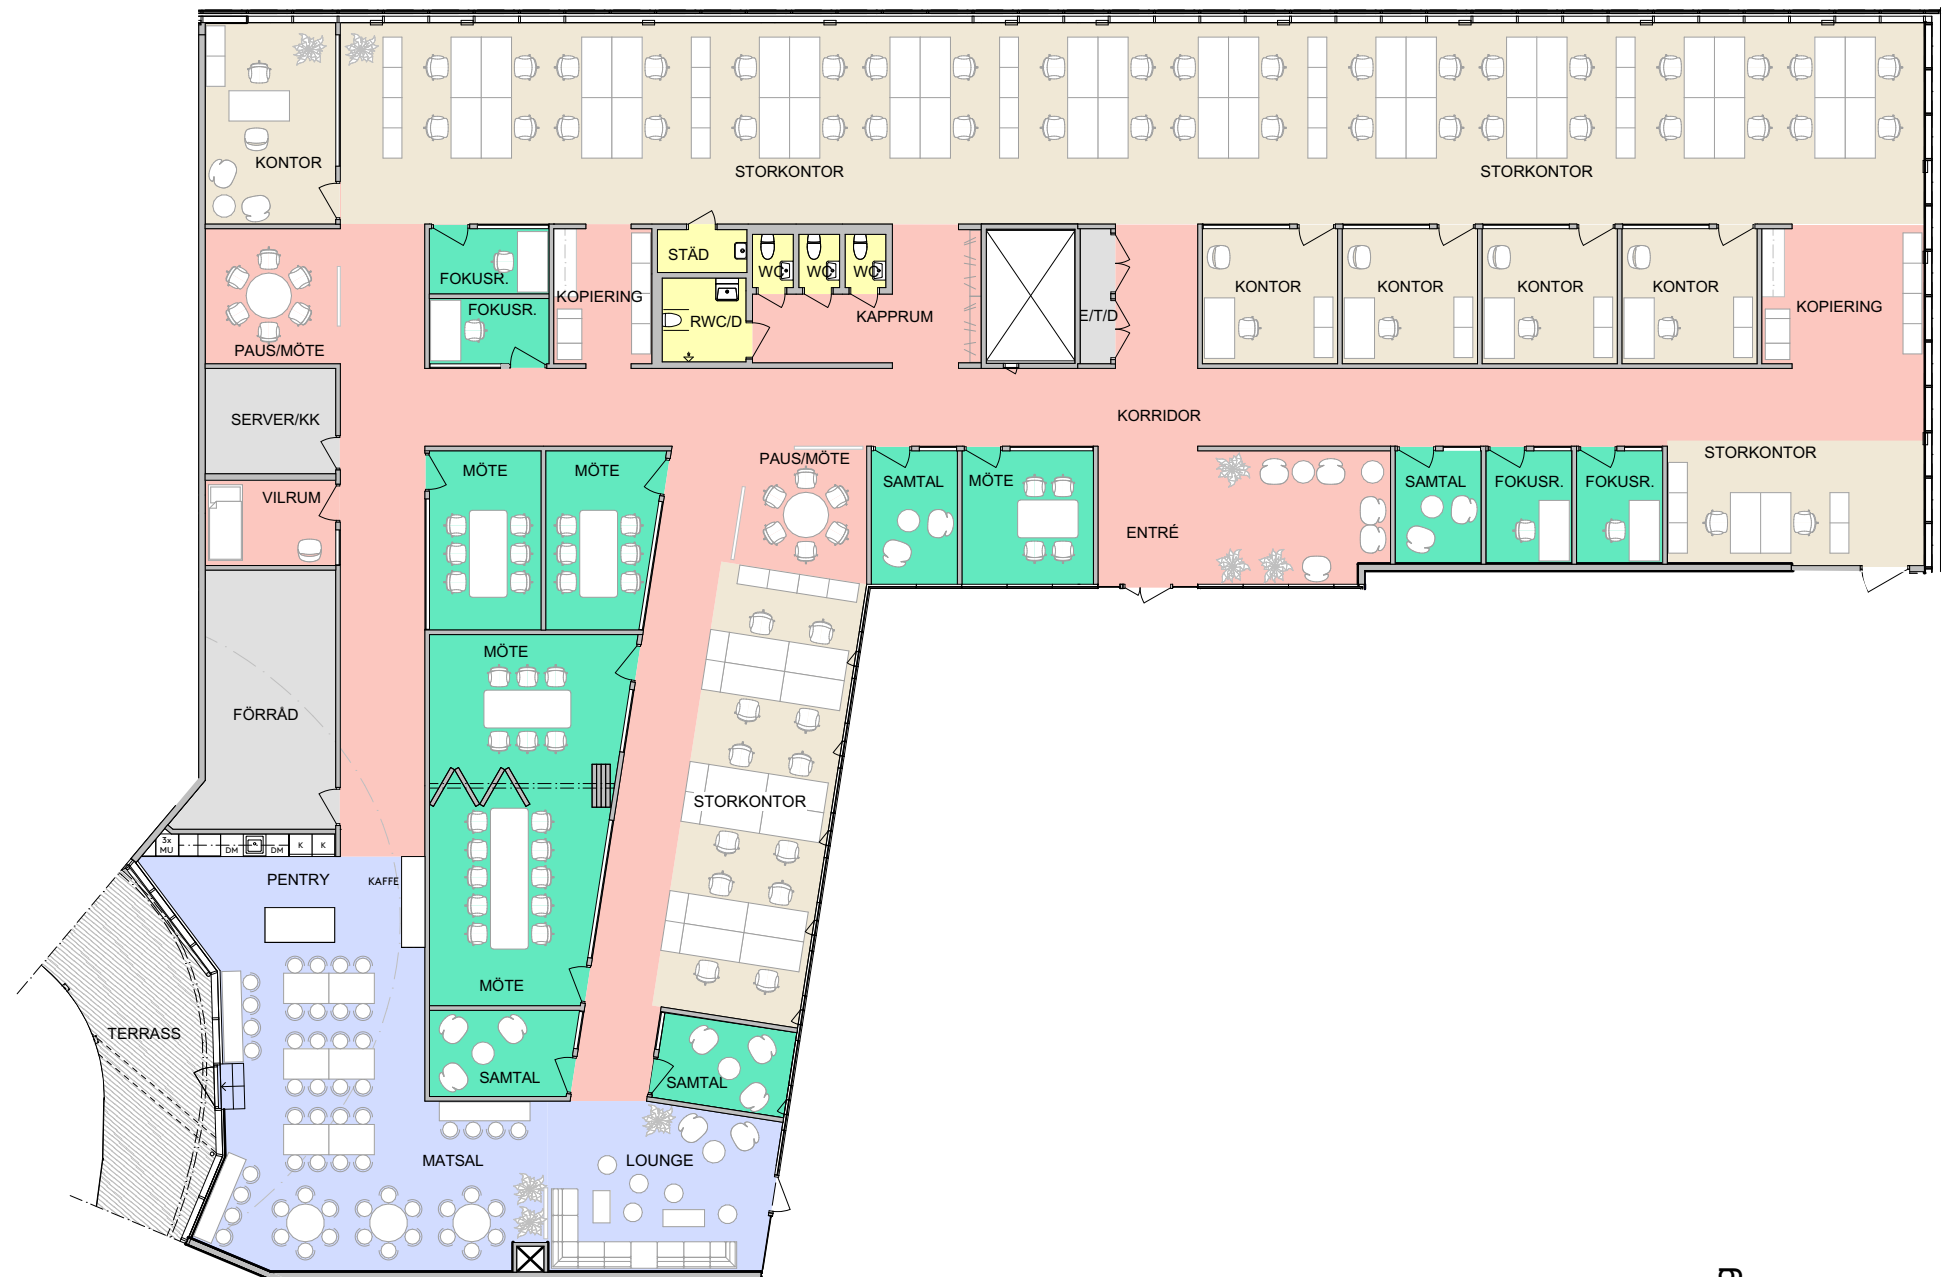 KONTOR
STORKONTOR
STORKONTOR
FOKUSR.
STÄD
WC
WC
WC
KOPIERING
FOKUSR.
RWC/D
KAPPRUM
E/T/D
KONTOR
KONTOR
KONTOR
KONTOR
KOPIERING
PAUS/MÖTE
SERVER/KK
KORRIDOR
VILRUM
MÖTE
MÖTE
PAUS/MÖTE
SAMTAL
MÖTE
ENTRÉ
SAMTAL
FOKUSR.
FOKUSR.
STORKONTOR
MÖTE
FÖRRÅD
STORKONTOR
3x
MU
DM
DM
K
K
PENTRY
KAFFE
MÖTE
TERRASS
SAMTAL
SAMTAL
MATSAL
LOUNGE